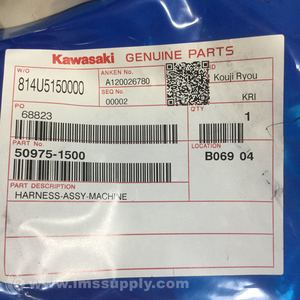 Kawasaki GENUINE PARTS
W/O
814U5150000
ANKEN No.
A120026780
SEQ No.
00002
Kouji Ryou
KRI
PO
68823
QTY
1
PART NO
50975-1500
LOCATION
B069 04
PART DESCRIPTION
HARNESS-ASSY-MACHINE
www.imssupply.com